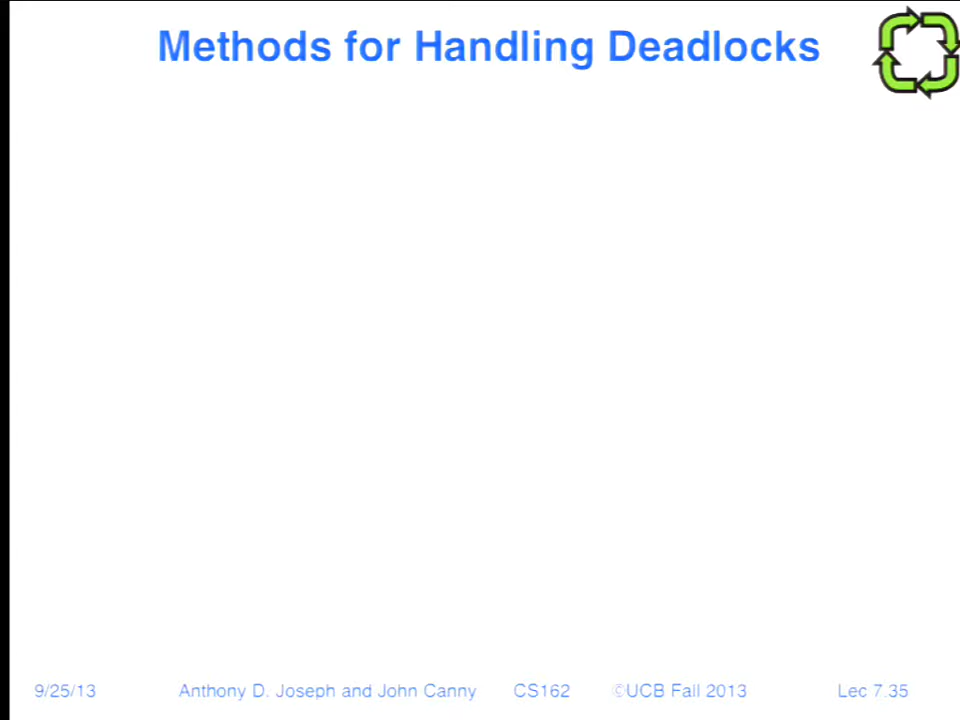 Methods for Handling Deadlocks
9/25/13 Anthony D. Joseph and John Canny CS162 ©UCB Fall 2013 Lec 7.35